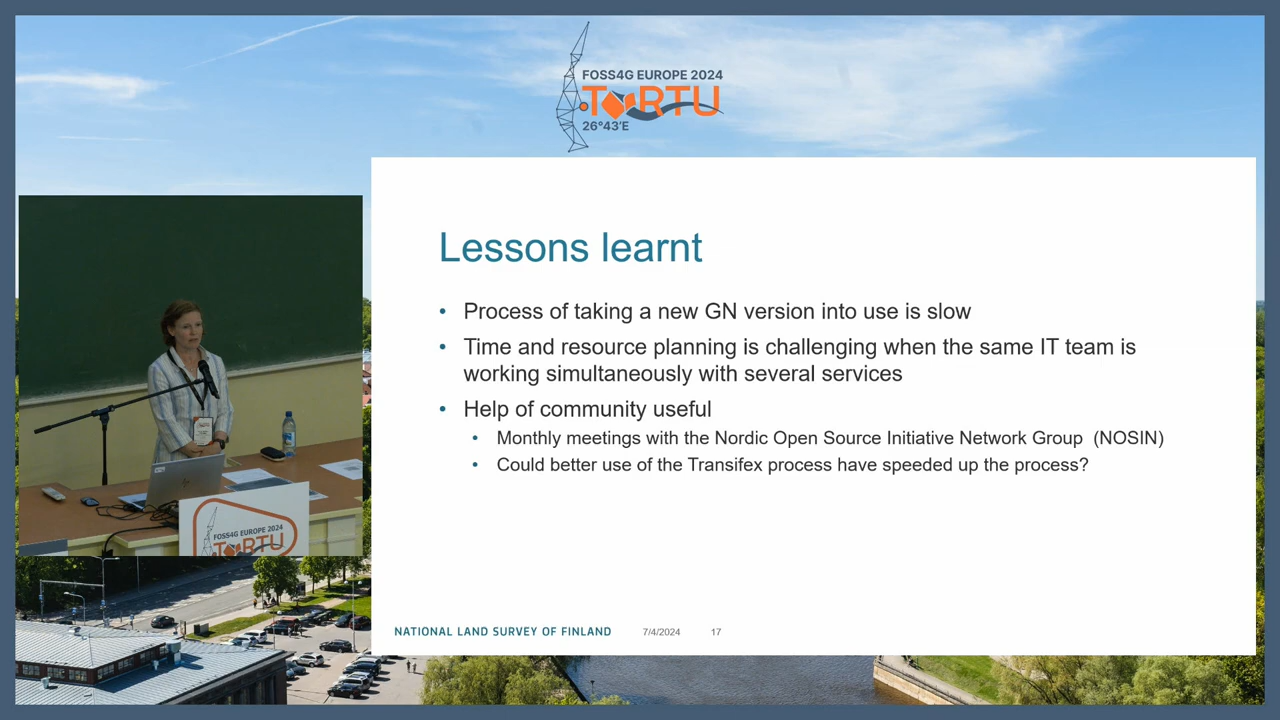 FOSS4G EUROPE 2024
TARTU
26°43'E
Lessons learnt
• Process of taking a new GN version into use is slow
• Time and resource planning is challenging when the same IT team is
working simultaneously with several services
• Help of community useful
• Monthly meetings with the Nordic Open Source Initiative Network Group (NOSIN)
• Could better use of the Transifex process have speeded up the process?
NATIONAL LAND SURVEY OF FINLAND 7/4/2024 17
FOSS4G EUROPE 2024
TARTU